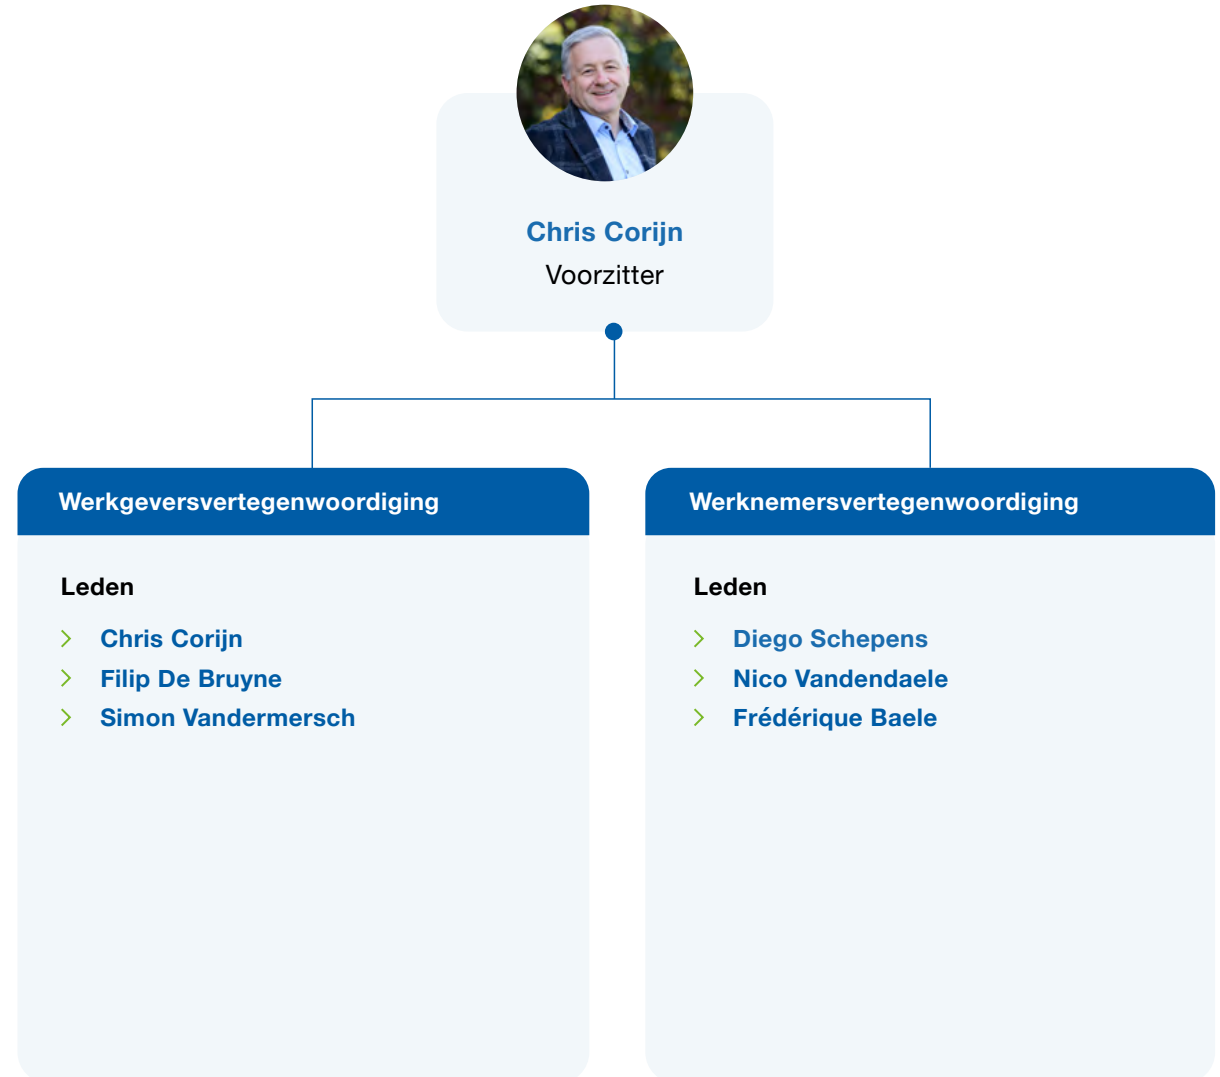 Chris Corijn
Voorzitter
Werkgeversvertegenwoordiging
Leden
Chris Corijn
Filip De Bruyne
Simon Vandermersch
Werknemersvertegenwoordiging
Leden
Diego Schepens
Nico Vandendaele
Frédérique Baele